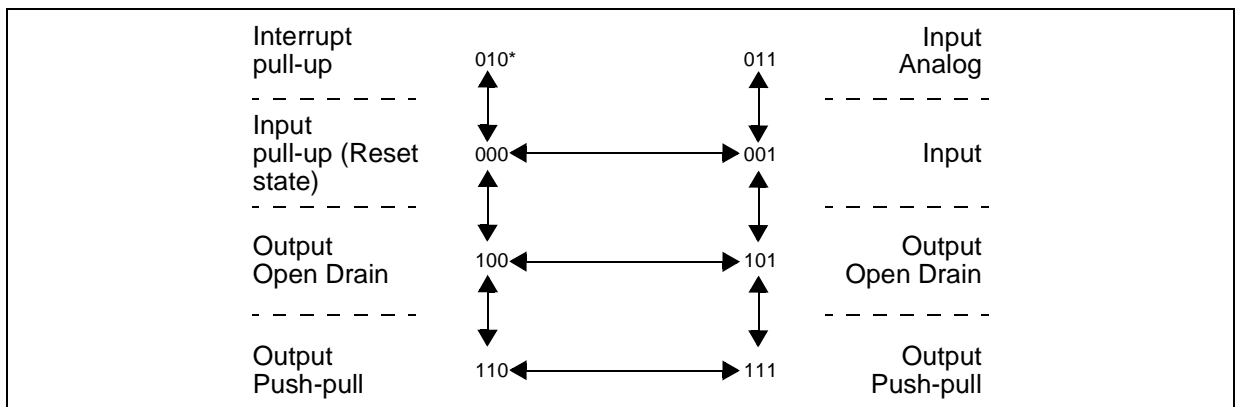 Interrupt
pull-up
010*
011
Input
Analog
Input
pull-up (Reset
state)
000
001
Input
Output
Open Drain
100
101
Output
Open Drain
Output
Push-pull
110
111
Output
Push-pull